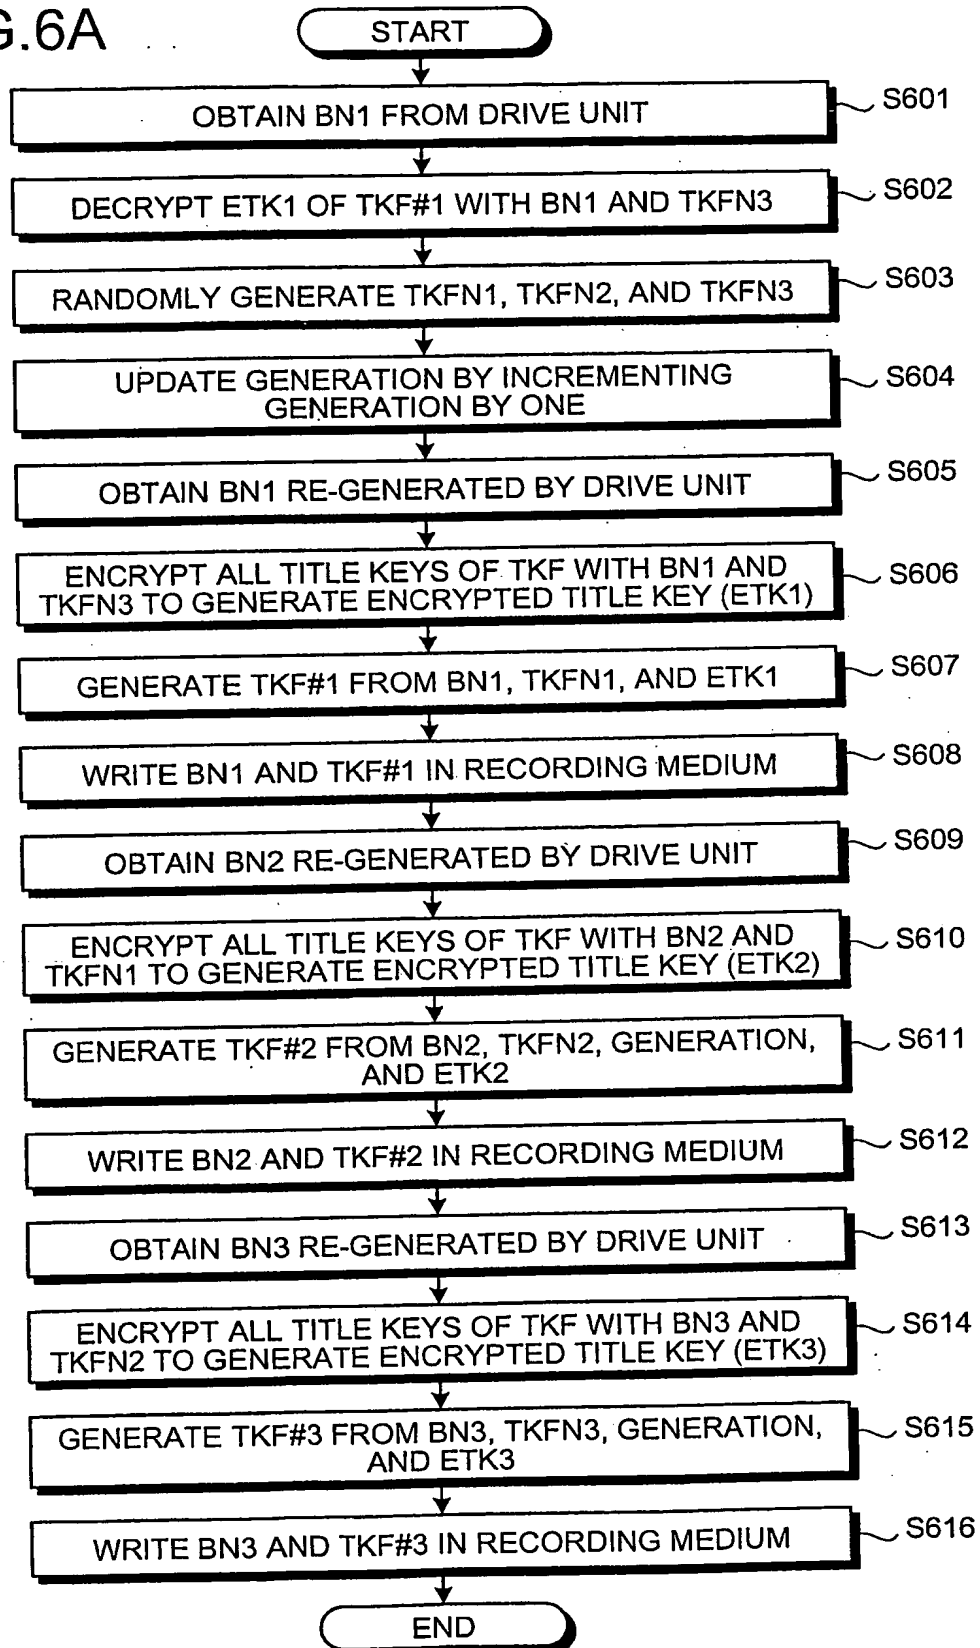 G.6A
START
OBTAIN BN1 FROM DRIVE UNIT
S601
DECRYPT ETK1 OF TKF#1 WITH BN1 AND TKFN3
S602
RANDOMLY GENERATE TKFN1, TKFN2, AND TKFN3
S603
UPDATE GENERATION BY INCREMENTING
GENERATION BY ONE
S604
OBTAIN BN1 RE-GENERATED BY DRIVE UNIT
S605
ENCRYPT ALL TITLE KEYS OF TKF WITH BN1 AND
TKFN3 TO GENERATE ENCRYPTED TITLE KEY (ETK1)
S606
GENERATE TKF#1 FROM BN1, TKFN1, AND ETK1
S607
WRITE BN1 AND TKF#1 IN RECORDING MEDIUM
S608
OBTAIN BN2 RE-GENERATED BY DRIVE UNIT
S609
ENCRYPT ALL TITLE KEYS OF TKF WITH BN2 AND
TKFN1 TO GENERATE ENCRYPTED TITLE KEY (ETK2)
S610
GENERATE TKF#2 FROM BN2, TKFN2, GENERATION,
AND ETK2
S611
WRITE BN2 AND TKF#2 IN RECORDING MEDIUM
S612
OBTAIN BN3 RE-GENERATED BY DRIVE UNIT
S613
ENCRYPT ALL TITLE KEYS OF TKF WITH BN3 AND
TKFN2 TO GENERATE ENCRYPTED TITLE KEY (ETK3)
S614
GENERATE TKF#3 FROM BN3, TKFN3, GENERATION,
AND ETK3
S615
WRITE BN3 AND TKF#3 IN RECORDING MEDIUM
S616
END